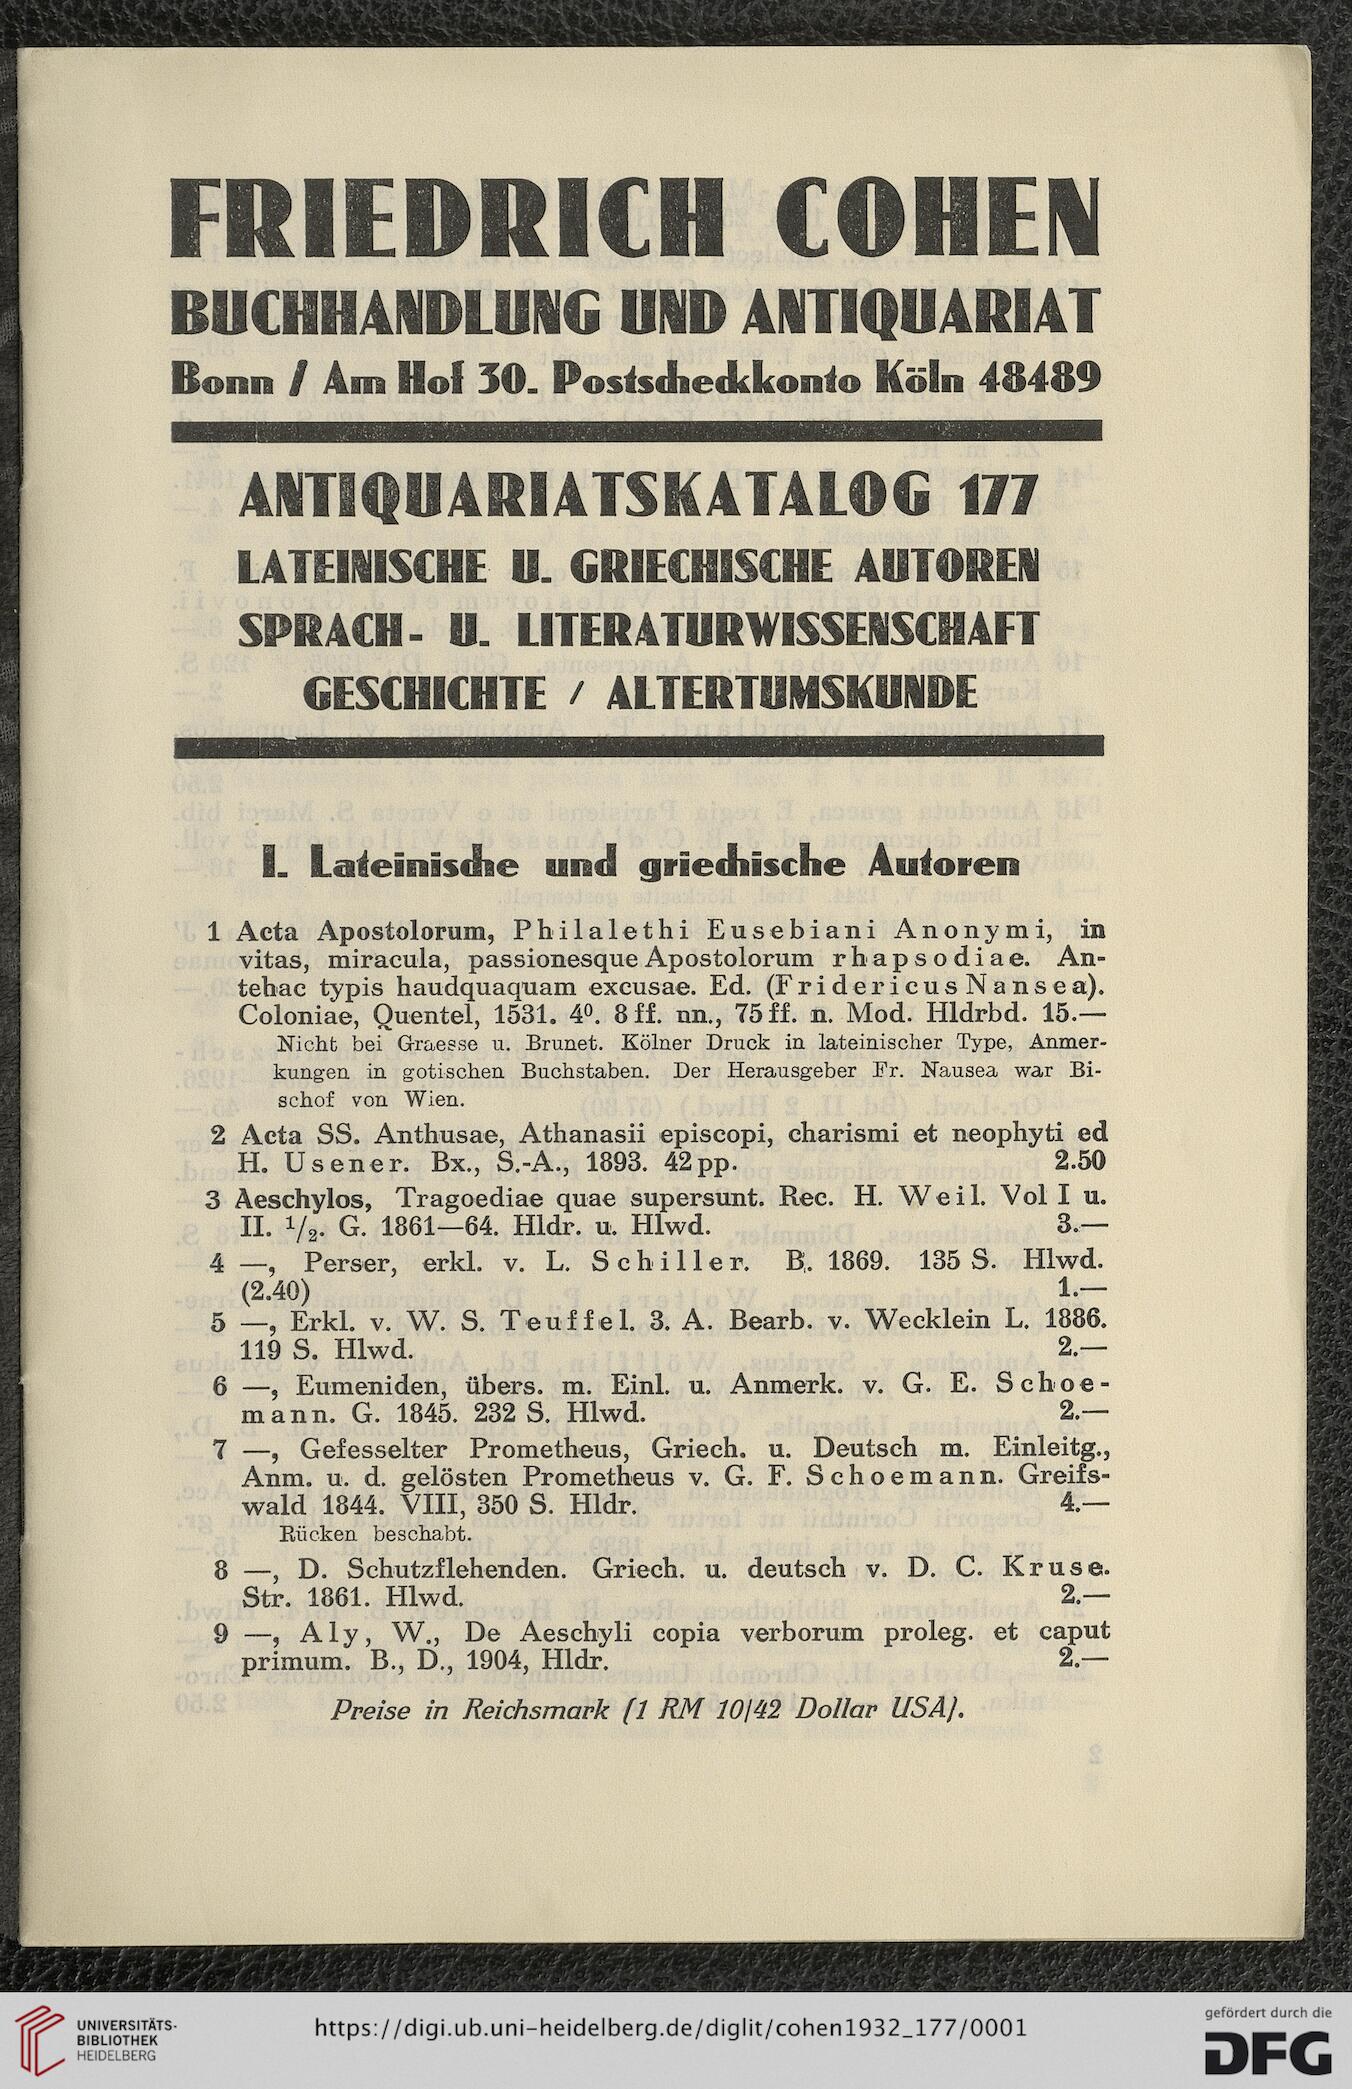 FRIEDRICH COHEN
BUCHHANDLUNG UND ANTIQUARIAT
Bonn / Am Hof 30. Postscheckkonto Köln 48489
ANTIQUARIATSKATALOG 177
LATEINISCHE U. GRIECHISCHE AUTOREN
SPRACH- U. LITERATURWISSENSCHAFT
GESCHICHTE / ALTERTUMSKUNDE
I. Lateinische und griechische Autoren
1 Acta Apostolorum, Philalethi Eusebiani Anonymi, in
vitas, miracula, passionesque Apostolorum rhapsodiae. An-
tehac typis haudquaquam excusae. Ed. (Fridericus Nansea).
Coloniae, Quentel, 1531. 4⁰. 8 ff. nn., 75 ff. n. Mod. Hldrbd. 15.—
Nicht bei Graesse u. Brunet. Kölner Druck in lateinischer Type, Anmer-
kungen in gotischen Buchstaben. Der Herausgeber Fr. Nausea war Bi-
schof von Wien.
2 Acta SS. Anthusae, Athanasii episcopi, charismi et neophyti ed
H. Usener. Bx., S.-A., 1893. 42 pp. 2.50
3 Aeschylos, Tragoediae quae supersunt. Rec. H. Weil. Vol I u.
II. ¹/₂. G. 1861—64. Hldr. u. Hlwd. 3.—
4 —, Perser, erkl. v. L. Schiller. B. 1869. 135 S. Hlwd.
(2.40) 1.—
5 —, Erkl. v. W. S. Teuffel. 3. A. Bearb. v. Wecklein L. 1886.
119 S. Hlwd. 2.—
6 —, Eumeniden, übers. m. Einl. u. Anmerk. v. G. E. Schoe-
mann. G. 1845. 232 S. Hlwd. 2.—
7 —, Gefesselter Prometheus, Griech. u. Deutsch m. Einleitg.,
Anm. u. d. gelösten Prometheus v. G. F. Schoemann. Greifs-
wald 1844. VIII, 350 S. Hldr. 4.—
Rücken beschabt.
8 —, D. Schutzflehenden. Griech. u. deutsch v. D. C. Kruse.
Str. 1861. Hlwd. 2.—
9 —, Aly, W., De Aeschyli copia verborum proleg. et caput
primum. B., D., 1904, Hldr. 2.—
Preise in Reichsmark (1 RM 10/42 Dollar USA).
UNIVERSITÄTS-
BIBLIOTHEK
HEIDELBERG
https://digi.ub.uni-heidelberg.de/diglit/cohen1932_177/0001
gefördert durch die
DFG